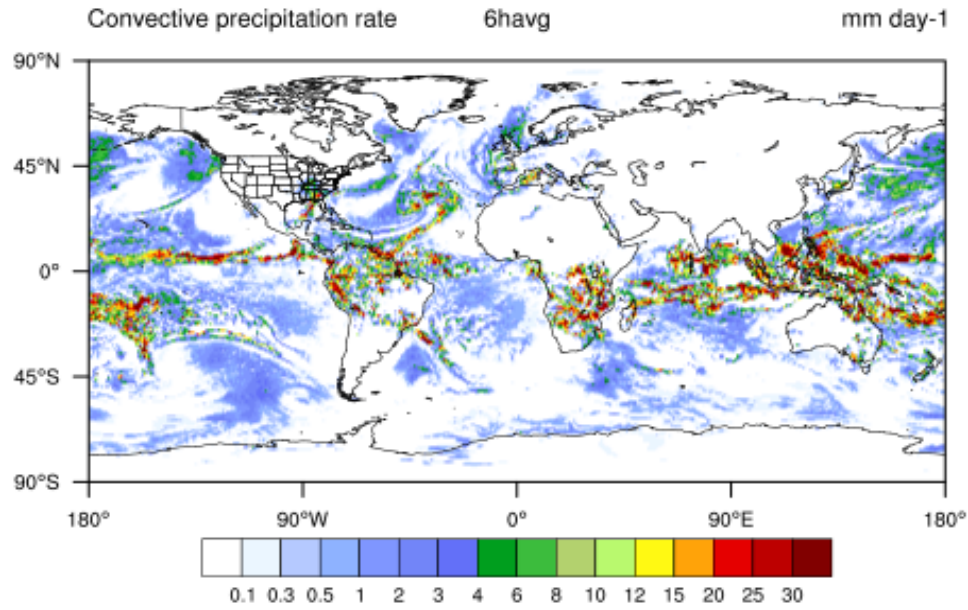 Convective precipitation rate 6havg mm day-1
90°N
45°N
0°
45°S
90°S
180° 90°W 0° 90°E 180°
0.1 0.3 0.5 1 2 3 4 6 8 10 12 15 20 25 30